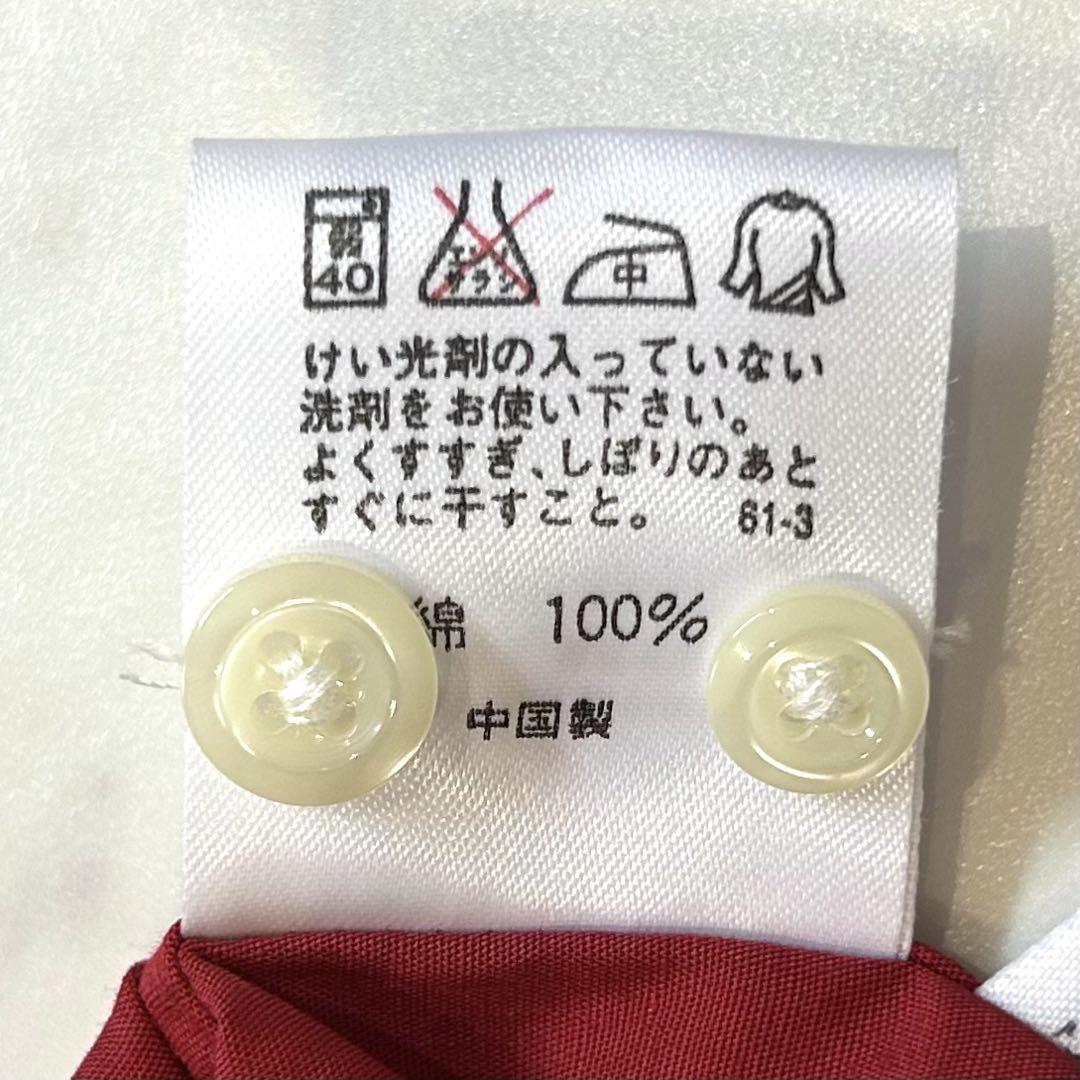 弱
40
エンソ
サラシ
中
けい光剤の入っていない
洗剤をお使い下さい。
よくすすぎ、しぼりのあと
すぐに干すこと。 61-3
綿 100%
中国製